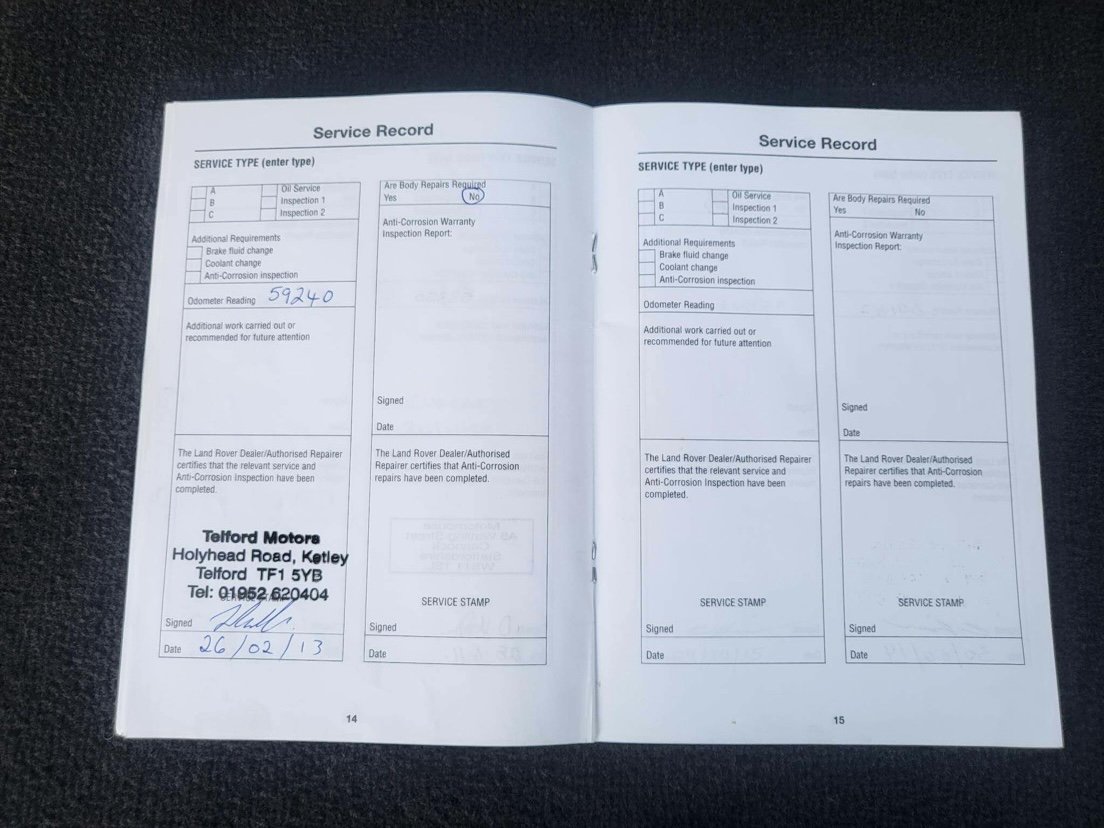 Service Record
SERVICE TYPE (enter type)
A
B
C
Oil Service
Inspection 1
Inspection 2
Additional Requirements
Brake fluid change
Coolant change
Anti-Corrosion inspection
Odometer Reading 59240
Additional work carried out or
recommended for future attention
The Land Rover Dealer/Authorised Repairer
certifies that the relevant service and
Anti-Corrosion Inspection have been
completed.
Telford Motors
Holyhead Road, Ketley
Telford TF1 5YB
Tel: 01952 620404
SERVICE STAMP
Signed
Date 26/02/13
Are Body Repairs Required
Yes No
Anti-Corrosion Warranty
Inspection Report:
Signed
Date
The Land Rover Dealer/Authorised
Repairer certifies that Anti-Corrosion
repairs have been completed.
SERVICE STAMP
Signed
Date
14
Service Record
SERVICE TYPE (enter type)
A
B
C
Oil Service
Inspection 1
Inspection 2
Additional Requirements
Brake fluid change
Coolant change
Anti-Corrosion inspection
Odometer Reading
Additional work carried out or
recommended for future attention
The Land Rover Dealer/Authorised Repairer
certifies that the relevant service and
Anti-Corrosion Inspection have been
completed.
SERVICE STAMP
Signed
Date
Are Body Repairs Required
Yes No
Anti-Corrosion Warranty
Inspection Report:
Signed
Date
The Land Rover Dealer/Authorised
Repairer certifies that Anti-Corrosion
repairs have been completed.
SERVICE STAMP
Signed
Date
15